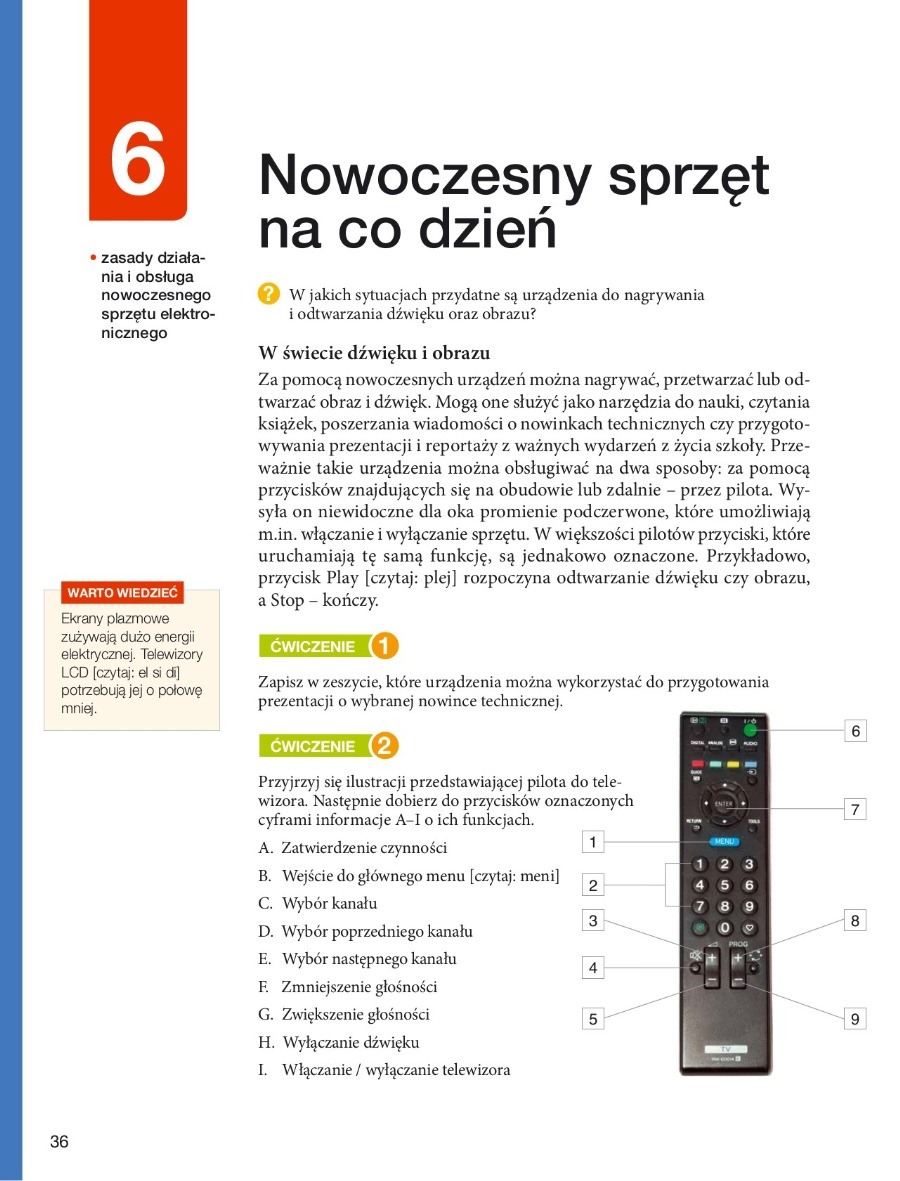 6
Nowoczesny sprzęt
na co dzień
• zasady działa-
nia i obsługa
nowoczesnego
sprzętu elektro-
nicznego
? W jakich sytuacjach przydatne są urządzenia do nagrywania
i odtwarzania dźwięku oraz obrazu?
W świecie dźwięku i obrazu
Za pomocą nowoczesnych urządzeń można nagrywać, przetwarzać lub od-
twarzać obraz i dźwięk. Mogą one służyć jako narzędzia do nauki, czytania
książek, poszerzania wiadomości o nowinkach technicznych czy przygoto-
wywania prezentacji i reportaży z ważnych wydarzeń z życia szkoły. Prze-
ważnie takie urządzenia można obsługiwać na dwa sposoby: za pomocą
przycisków znajdujących się na obudowie lub zdalnie – przez pilota. Wy-
syła on niewidoczne dla oka promienie podczerwone, które umożliwiają
m.in. włączanie i wyłączanie sprzętu. W większości pilotów przyciski, które
uruchamiają tę samą funkcję, są jednakowo oznaczone. Przykładowo,
przycisk Play [czytaj: plej] rozpoczyna odtwarzanie dźwięku czy obrazu,
a Stop – kończy.
WARTO WIEDZIEĆ
Ekrany plazmowe
zużywają dużo energii
elektrycznej. Telewizory
LCD [czytaj: el si di]
potrzebują jej o połowę
mniej.
ĆWICZENIE 1
Zapisz w zeszycie, które urządzenia można wykorzystać do przygotowania
prezentacji o wybranej nowince technicznej.
ĆWICZENIE 2
Przyjrzyj się ilustracji przedstawiającej pilota do tele-
wizora. Następnie dobierz do przycisków oznaczonych
cyframi informacje A–I o ich funkcjach.
A. Zatwierdzenie czynności
B. Wejście do głównego menu [czytaj: meni]
C. Wybór kanału
D. Wybór poprzedniego kanału
E. Wybór następnego kanału
F. Zmniejszenie głośności
G. Zwiększenie głośności
H. Wyłączanie dźwięku
I. Włączanie / wyłączanie telewizora
1
2
3
4
5
6
7
8
9
DIGITAL ANALOG AUDIO
QUICK
ENTER
RETURN TOOLS
MENU
1 2 3
4 5 6
7 8 9
0
PROG
+ +
− −
TV
36